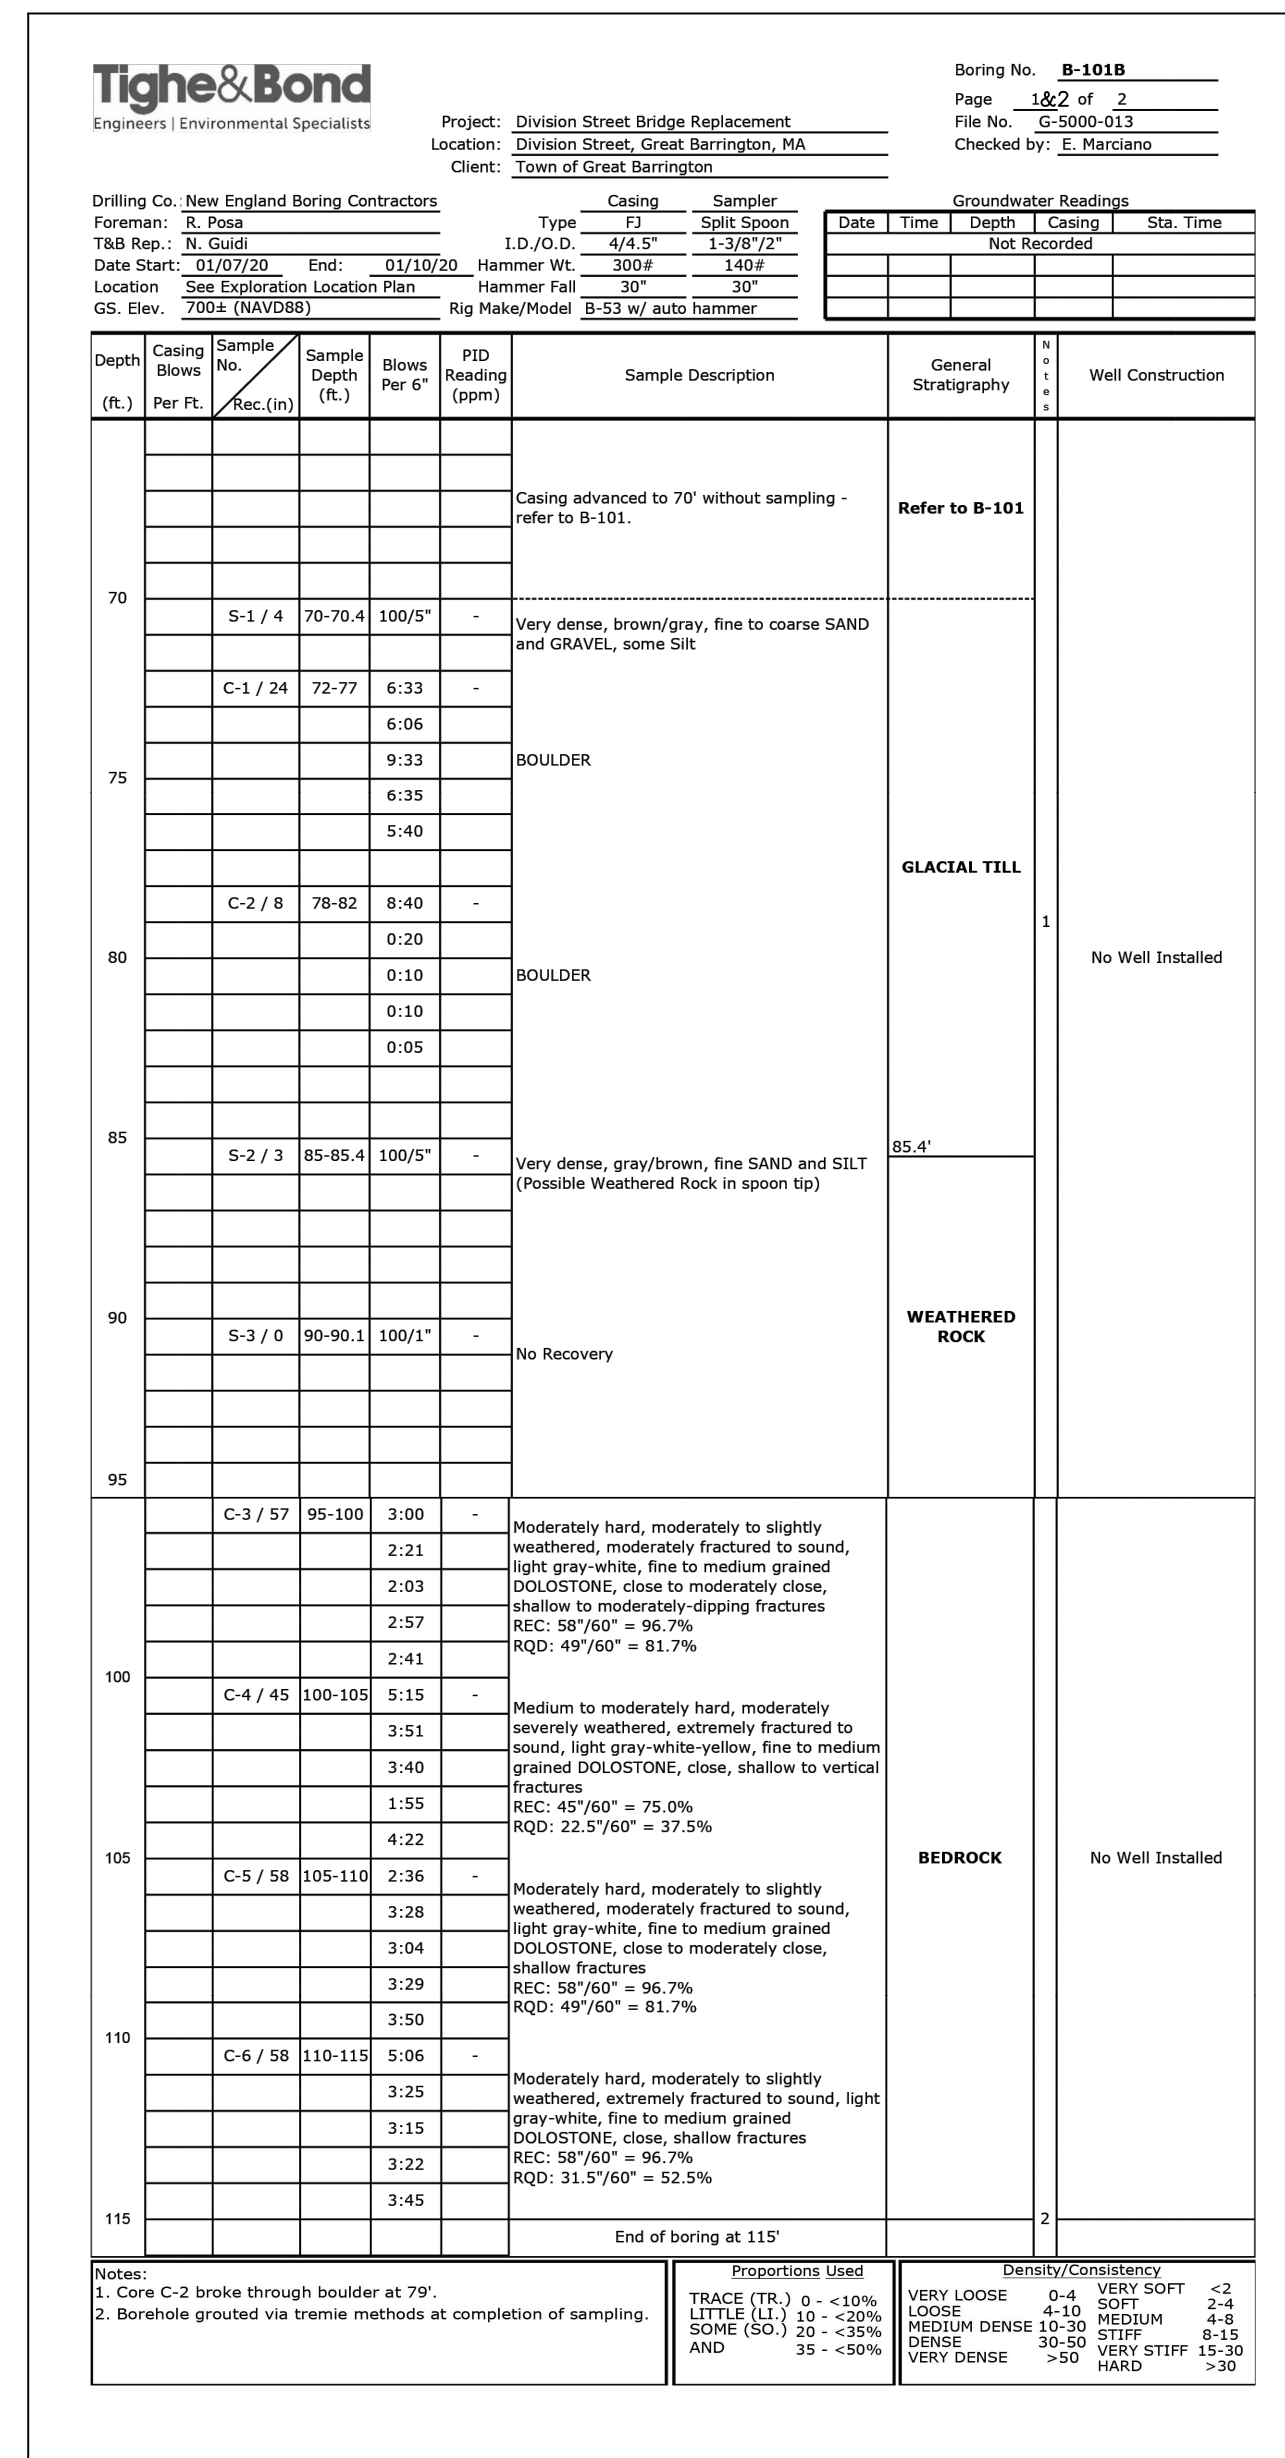 Tighe&Bond
Engineers | Environmental Specialists
Project: Division Street Bridge Replacement
Location: Division Street, Great Barrington, MA
Client: Town of Great Barrington
Boring No. B-101B
Page 1&2 of 2
File No. G-5000-013
Checked by: E. Marciano
Drilling Co.: New England Boring Contractors
Foreman: R. Posa
T&B Rep.: N. Guidi
Date Start: 01/07/20 End: 01/10/20
Location See Exploration Location Plan
GS. Elev. 700± (NAVD88)
Casing Sampler
Type FJ Split Spoon
I.D./O.D. 4/4.5" 1-3/8"/2"
Hammer Wt. 300# 140#
Hammer Fall 30" 30"
Rig Make/Model B-53 w/ auto hammer
Groundwater Readings
Date Time Depth Casing Sta. Time
Not Recorded
Depth (ft.)
Casing Blows Per Ft.
Sample No. Rec.(in)
Sample Depth (ft.)
Blows Per 6"
PID Reading (ppm)
Sample Description
General Stratigraphy
Notes
Well Construction
Casing advanced to 70' without sampling -
refer to B-101.
Refer to B-101
70
S-1 / 4 70-70.4 100/5" -
Very dense, brown/gray, fine to coarse SAND
and GRAVEL, some Silt
C-1 / 24 72-77 6:33 -
6:06
9:33 BOULDER
75
6:35
5:40
GLACIAL TILL
C-2 / 8 78-82 8:40 -
1
0:20
80 No Well Installed
0:10 BOULDER
0:10
0:05
85
85.4'
S-2 / 3 85-85.4 100/5" -
Very dense, gray/brown, fine SAND and SILT
(Possible Weathered Rock in spoon tip)
90
WEATHERED
ROCK
S-3 / 0 90-90.1 100/1" -
No Recovery
95
C-3 / 57 95-100 3:00 -
2:21
2:03
2:57
2:41
Moderately hard, moderately to slightly
weathered, moderately fractured to sound,
light gray-white, fine to medium grained
DOLOSTONE, close to moderately close,
shallow to moderately-dipping fractures
REC: 58"/60" = 96.7%
RQD: 49"/60" = 81.7%
100
C-4 / 45 100-105 5:15 -
3:51
3:40
1:55
4:22
Medium to moderately hard, moderately
severely weathered, extremely fractured to
sound, light gray-white-yellow, fine to medium
grained DOLOSTONE, close, shallow to vertical
fractures
REC: 45"/60" = 75.0%
RQD: 22.5"/60" = 37.5%
105 BEDROCK No Well Installed
C-5 / 58 105-110 2:36 -
3:28
3:04
3:29
3:50
Moderately hard, moderately to slightly
weathered, moderately fractured to sound,
light gray-white, fine to medium grained
DOLOSTONE, close to moderately close,
shallow fractures
REC: 58"/60" = 96.7%
RQD: 49"/60" = 81.7%
110
C-6 / 58 110-115 5:06 -
3:25
3:15
3:22
3:45
Moderately hard, moderately to slightly
weathered, extremely fractured to sound, light
gray-white, fine to medium grained
DOLOSTONE, close, shallow fractures
REC: 58"/60" = 96.7%
RQD: 31.5"/60" = 52.5%
115 2
End of boring at 115'
Notes:
1. Core C-2 broke through boulder at 79'.
2. Borehole grouted via tremie methods at completion of sampling.
Proportions Used
TRACE (TR.) 0 - <10%
LITTLE (LI.) 10 - <20%
SOME (SO.) 20 - <35%
AND 35 - <50%
Density/Consistency
VERY LOOSE 0-4 VERY SOFT <2
LOOSE 4-10 SOFT 2-4
MEDIUM DENSE 10-30 MEDIUM 4-8
DENSE 30-50 STIFF 8-15
VERY DENSE >50 VERY STIFF 15-30
HARD >30